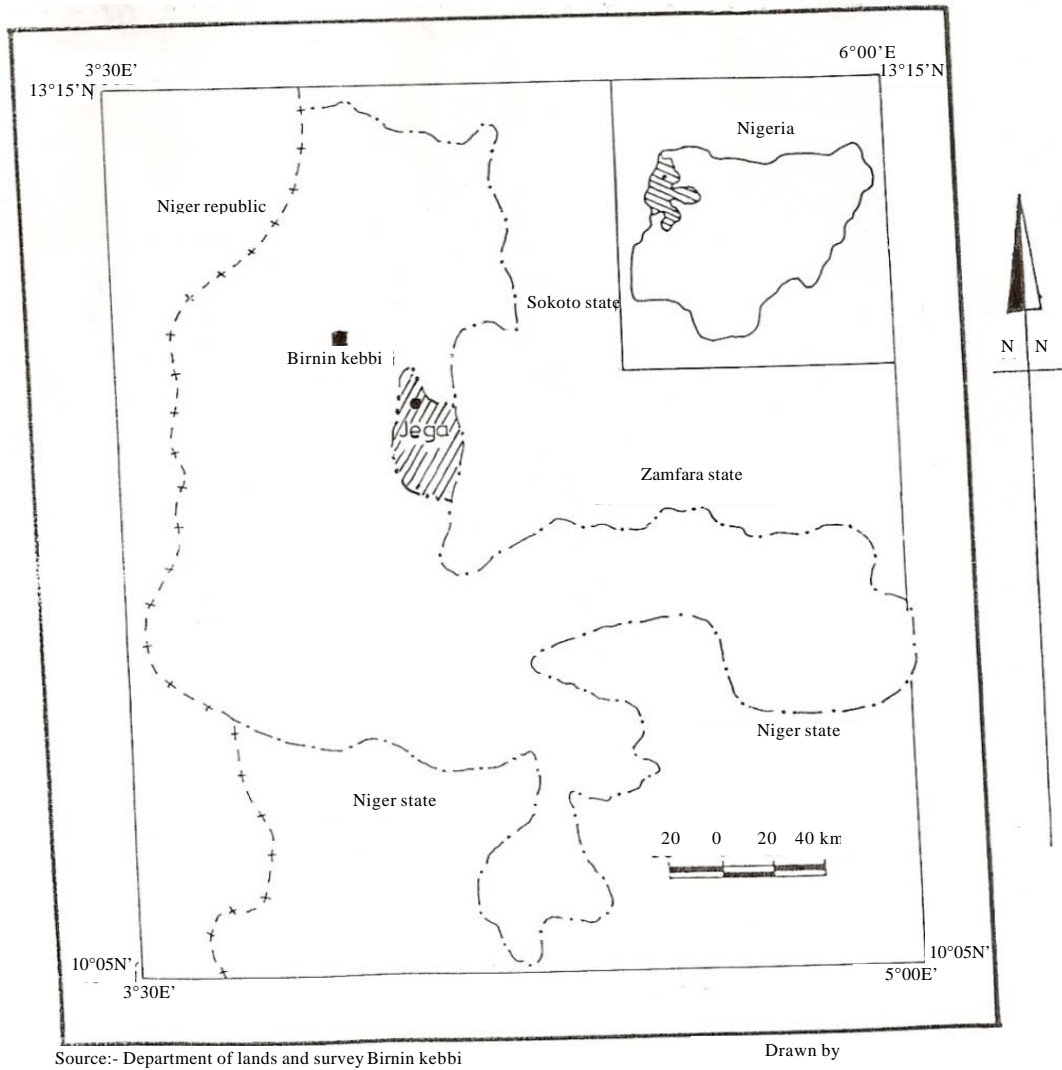 3°30E’
6°00’E
13°15’N
13°15’N
Nigeria
Niger republic
Sokoto state
N N
Birnin kebbi
Jega
Zamfara state
Niger state
Niger state
20 0 20 40 km
10°05N’
10°05N’
3°30E’
5°00E’
Source:- Department of lands and survey Birnin kebbi
Drawn by